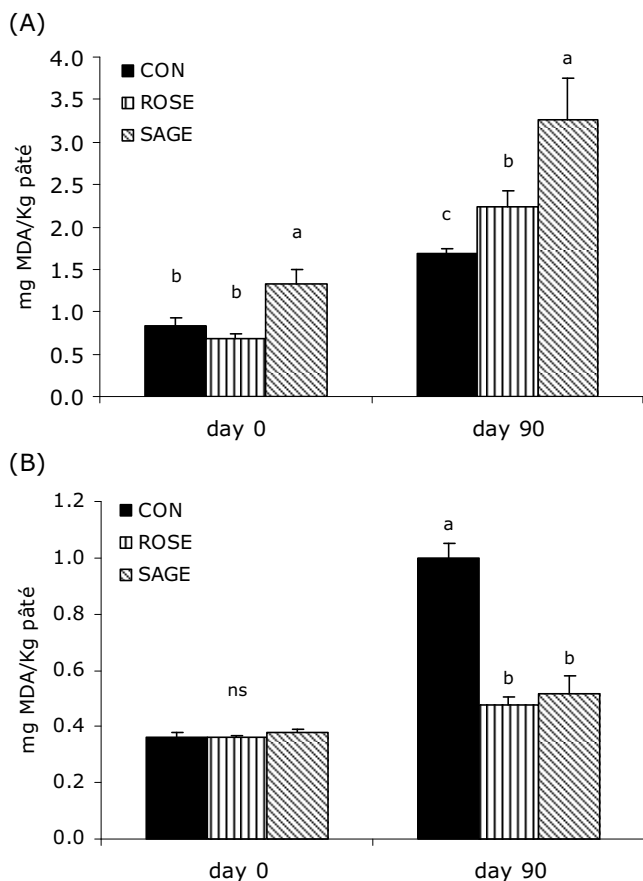 (A)
4.0
3.5
3.0
2.5
2.0
1.5
1.0
0.5
0.0
mg MDA/Kg pâté
CON
ROSE
SAGE
b
b
a
c
b
a
day 0
day 90
(B)
1.2
1.0
0.8
0.6
0.4
0.2
0.0
mg MDA/Kg pâté
CON
ROSE
SAGE
ns
a
b
b
day 0
day 90